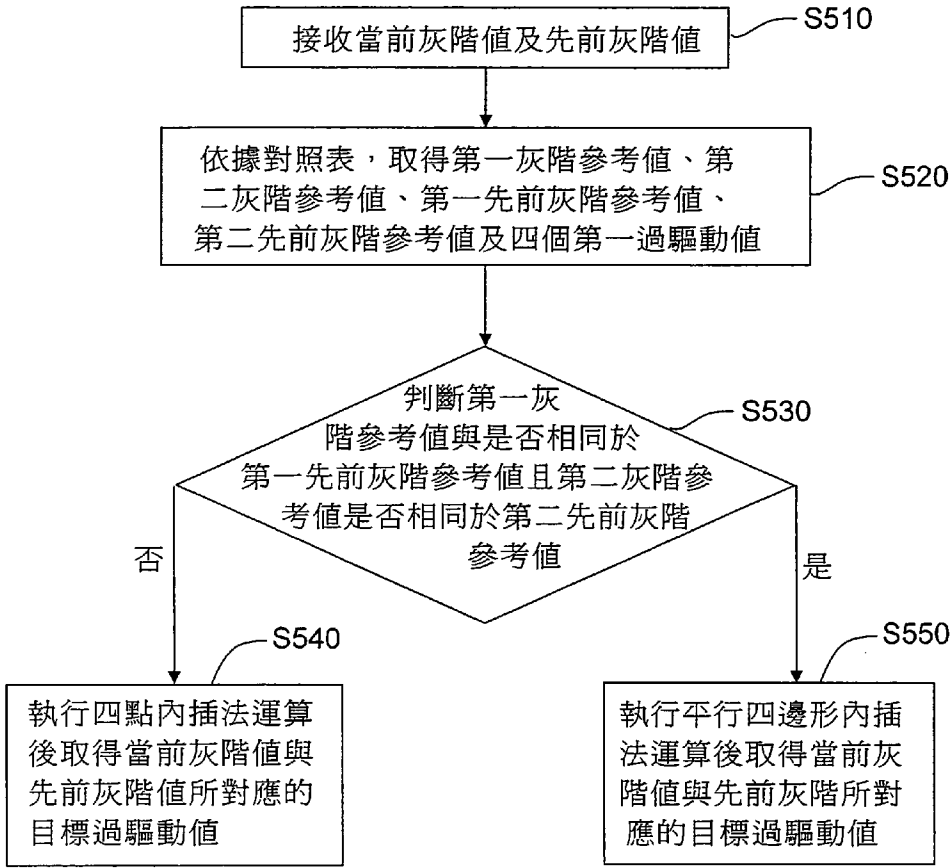 接收當前灰階值及先前灰階值
S510
依據對照表，取得第一灰階參考值、第
二灰階參考值、第一先前灰階參考值、
第二先前灰階參考值及四個第一過驅動值
S520
判斷第一灰
階參考值與是否相同於
第一先前灰階參考值且第二灰階參
考值是否相同於第二先前灰階
參考值
S530
否
是
S540
執行四點內插法運算
後取得當前灰階值與
先前灰階值所對應的
目標過驅動值
S550
執行平行四邊形內插
法運算後取得當前灰
階值與先前灰階所對
應的目標過驅動值